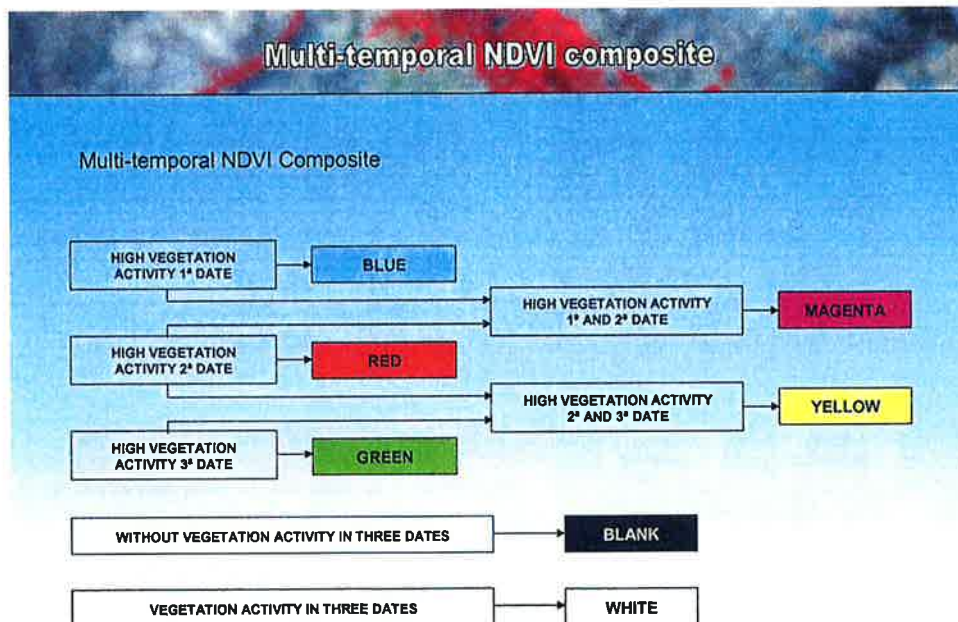 Multi-temporal NDVI composite
Multi-temporal NDVI Composite
HIGH VEGETATION
ACTIVITY 1ª DATE
BLUE
HIGH VEGETATION ACTIVITY
1ª AND 2ª DATE
MAGENTA
HIGH VEGETATION
ACTIVITY 2ª DATE
RED
HIGH VEGETATION ACTIVITY
2ª AND 3ª DATE
YELLOW
HIGH VEGETATION
ACTIVITY 3ª DATE
GREEN
WITHOUT VEGETATION ACTIVITY IN THREE DATES
BLANK
VEGETATION ACTIVITY IN THREE DATES
WHITE